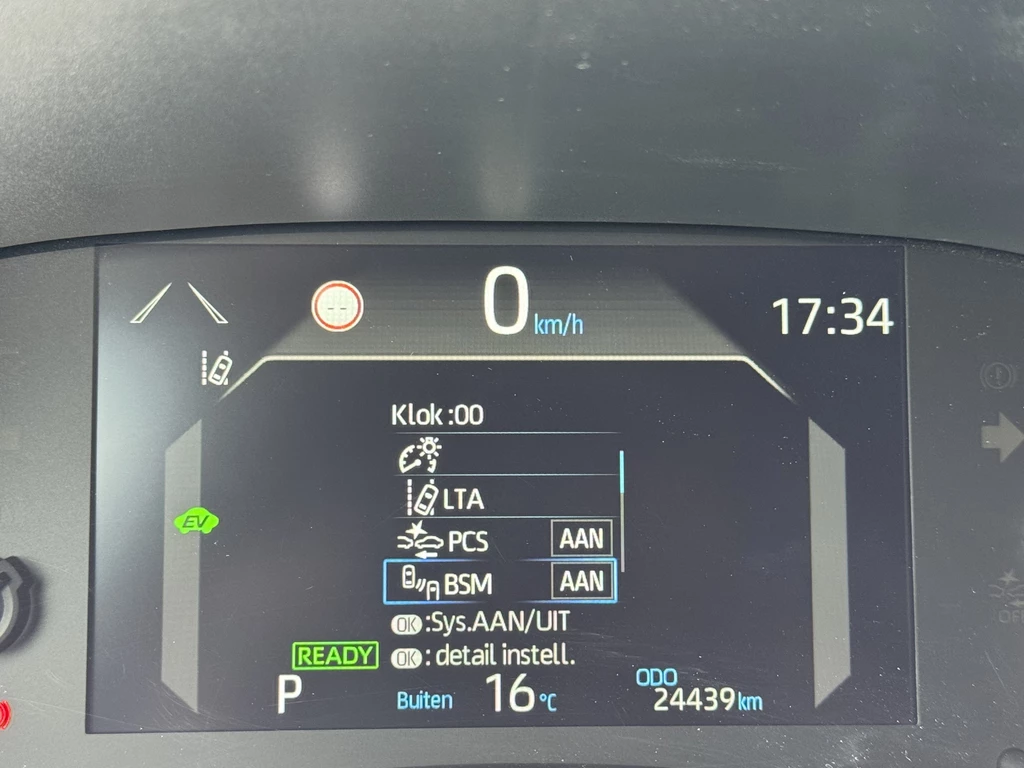 0 km/h
17:34
Klok :00
LTA
EV
PCS AAN
BSM AAN
OK :Sys.AAN/UIT
READY
OK : detail instell.
P
Buiten 16 °C
ODO
24439 km